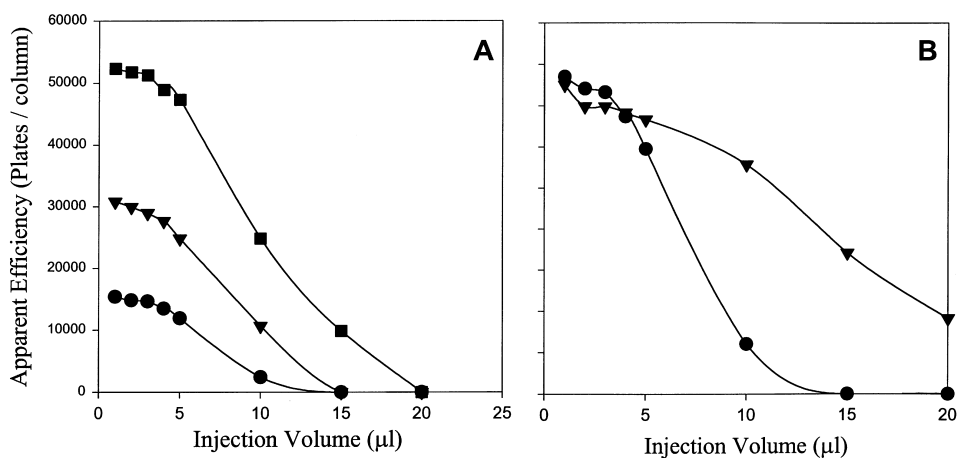 A
B
Apparent Efficiency (Plates / column)
60000
50000
40000
30000
20000
10000
0
0 5 10 15 20 25
Injection Volume (μl)
0 5 10 15 20
Injection Volume (μl)